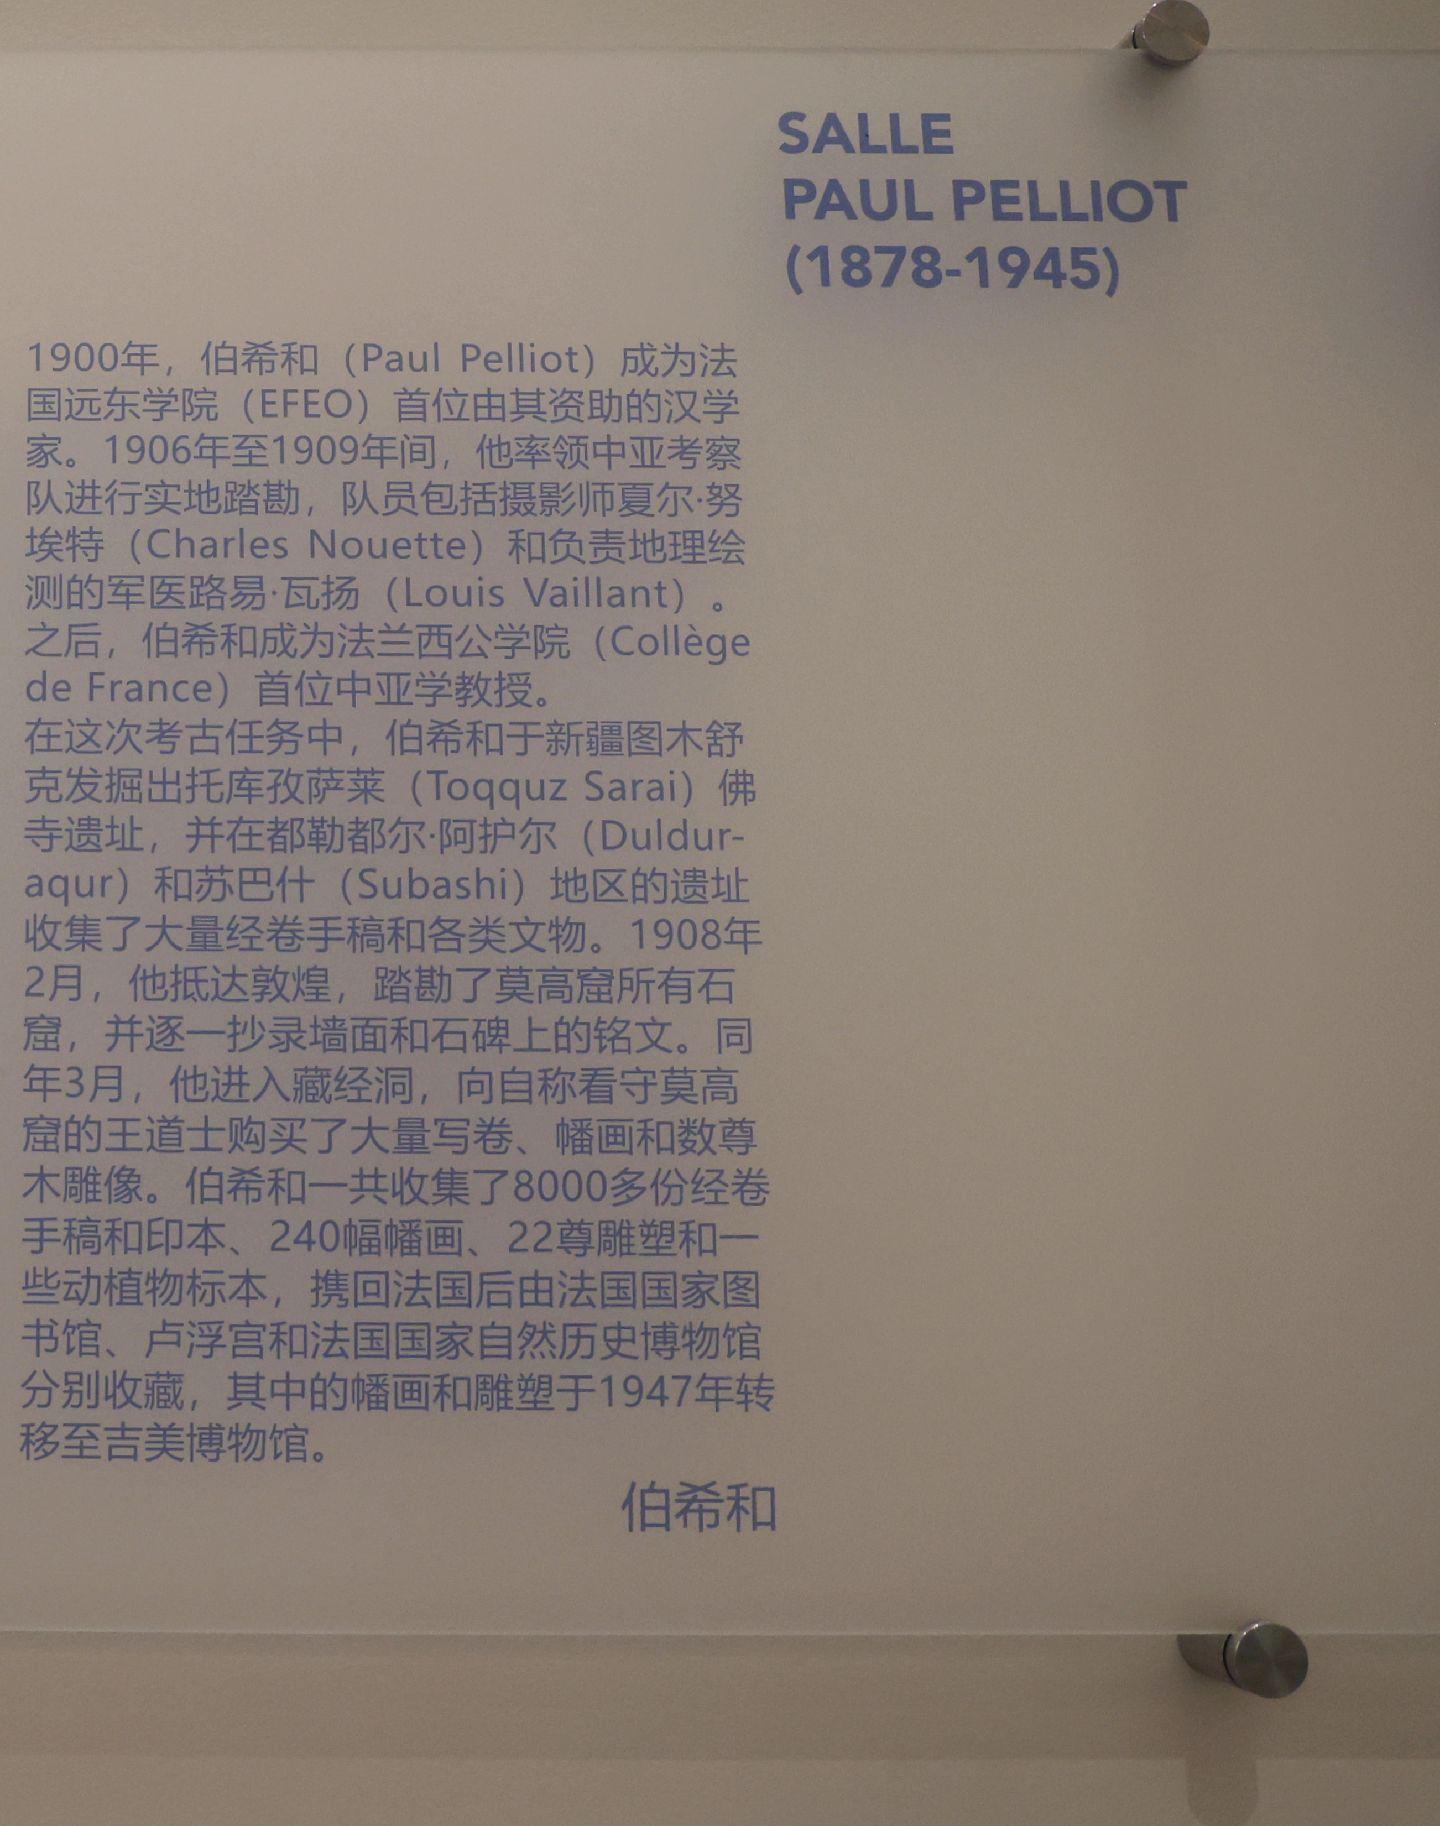 SALLE
PAUL PELLIOT
(1878-1945)
1900年，伯希和（Paul Pelliot）成为法
国远东学院（EFEO）首位由其资助的汉学
家。1906年至1909年间，他率领中亚考察
队进行实地踏勘，队员包括摄影师夏尔·努
埃特（Charles Nouette）和负责地理绘
测的军医路易·瓦扬（Louis Vaillant）。
之后，伯希和成为法兰西公学院（Collège
de France）首位中亚学教授。
在这次考古任务中，伯希和于新疆图木舒
克发掘出托库孜萨莱（Toqquz Sarai）佛
寺遗址，并在都勒都尔·阿护尔（Duldur-
aqur）和苏巴什（Subashi）地区的遗址
收集了大量经卷手稿和各类文物。1908年
2月，他抵达敦煌，踏勘了莫高窟所有石
窟，并逐一抄录墙面和石碑上的铭文。同
年3月，他进入藏经洞，向自称看守莫高
窟的王道士购买了大量写卷、幡画和数尊
木雕像。伯希和一共收集了8000多份经卷
手稿和印本、240幅幡画、22尊雕塑和一
些动植物标本，携回法国后由法国国家图
书馆、卢浮宫和法国国家自然历史博物馆
分别收藏，其中的幡画和雕塑于1947年转
移至吉美博物馆。
伯希和